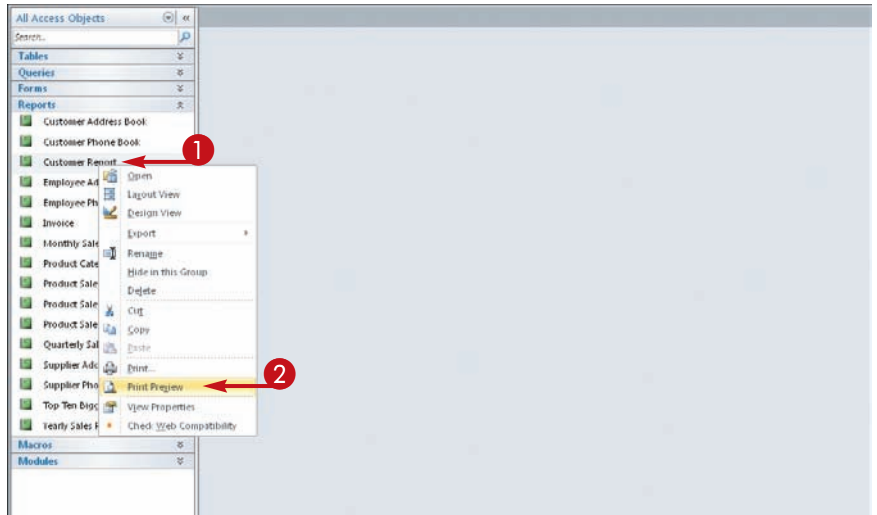 All Access Objects
Search...
Tables
Queries
Forms
Reports
Customer Address Book
Customer Phone Book
Customer Report
1
Employee Ad
Employee Ph
Invoice
Monthly Sale
Product Cate
Product Sale
Product Sale
Product Sale
Quarterly Sal
Supplier Adc
Supplier Pho
Top Ten Bigg
Yearly Sales F
Open
Layout View
Design View
Export
Rename
Hide in this Group
Delete
Cut
Copy
Paste
Print...
Print Preview
2
View Properties
Check Web Compatibility
Macros
Modules